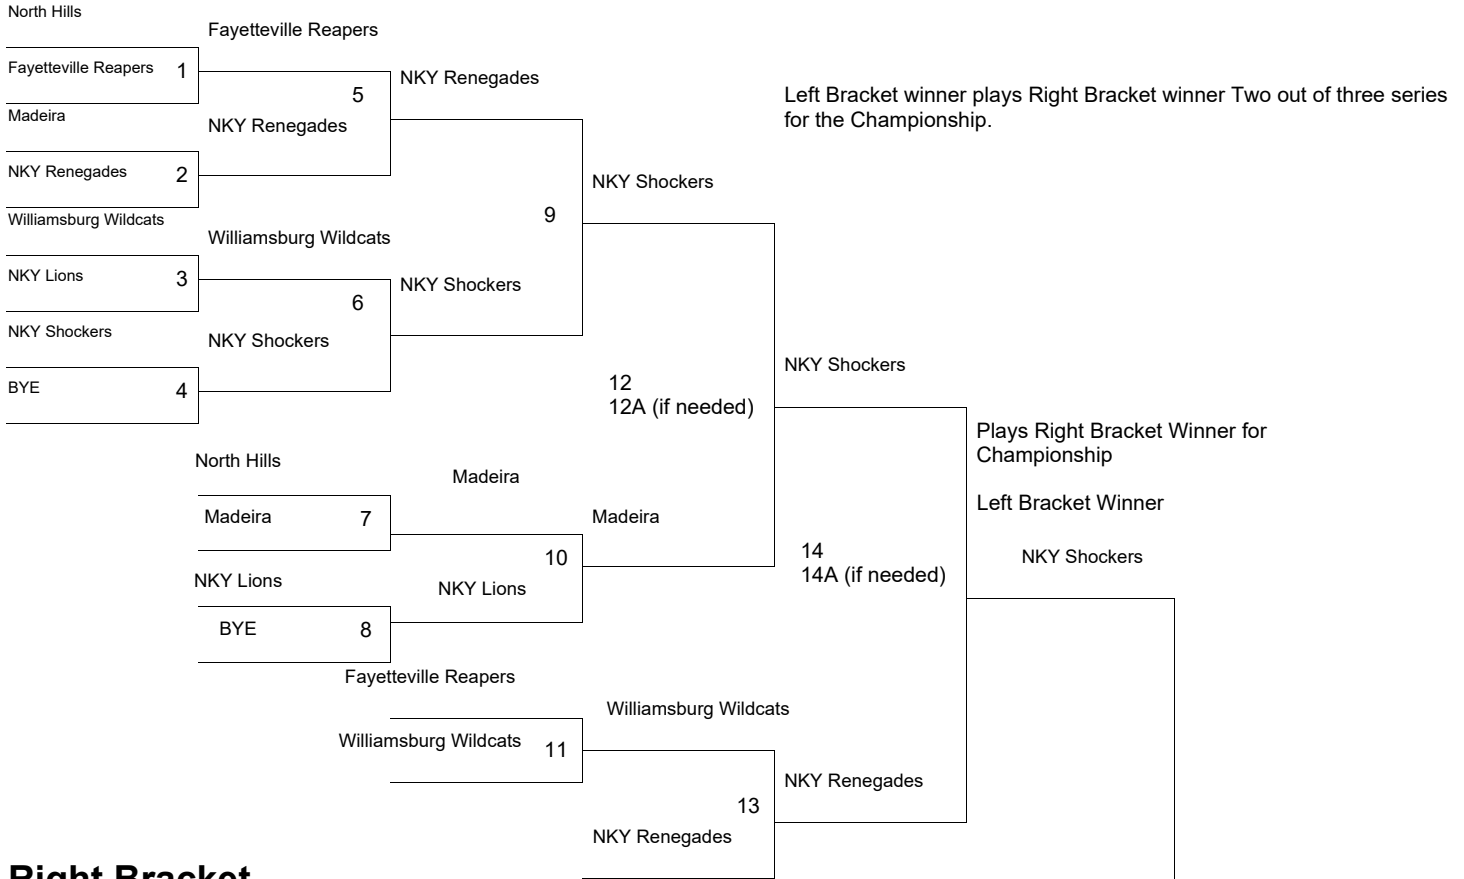 North Hills
Fayetteville Reapers
Fayetteville Reapers 1
NKY Renegades
5
Left Bracket winner plays Right Bracket winner Two out of three series
for the Championship.
Madeira
NKY Renegades
NKY Renegades 2
NKY Shockers
9
Williamsburg Wildcats
Williamsburg Wildcats
NKY Lions 3
NKY Shockers
6
NKY Shockers
NKY Shockers
BYE 4
NKY Shockers
12
12A (if needed)
Plays Right Bracket Winner for
Championship
North Hills
Madeira
Left Bracket Winner
Madeira 7
Madeira
10
14
14A (if needed)
NKY Shockers
NKY Lions
NKY Lions
BYE 8
Fayetteville Reapers
Williamsburg Wildcats
Williamsburg Wildcats 11
NKY Renegades
13
NKY Renegades
Right Bracket